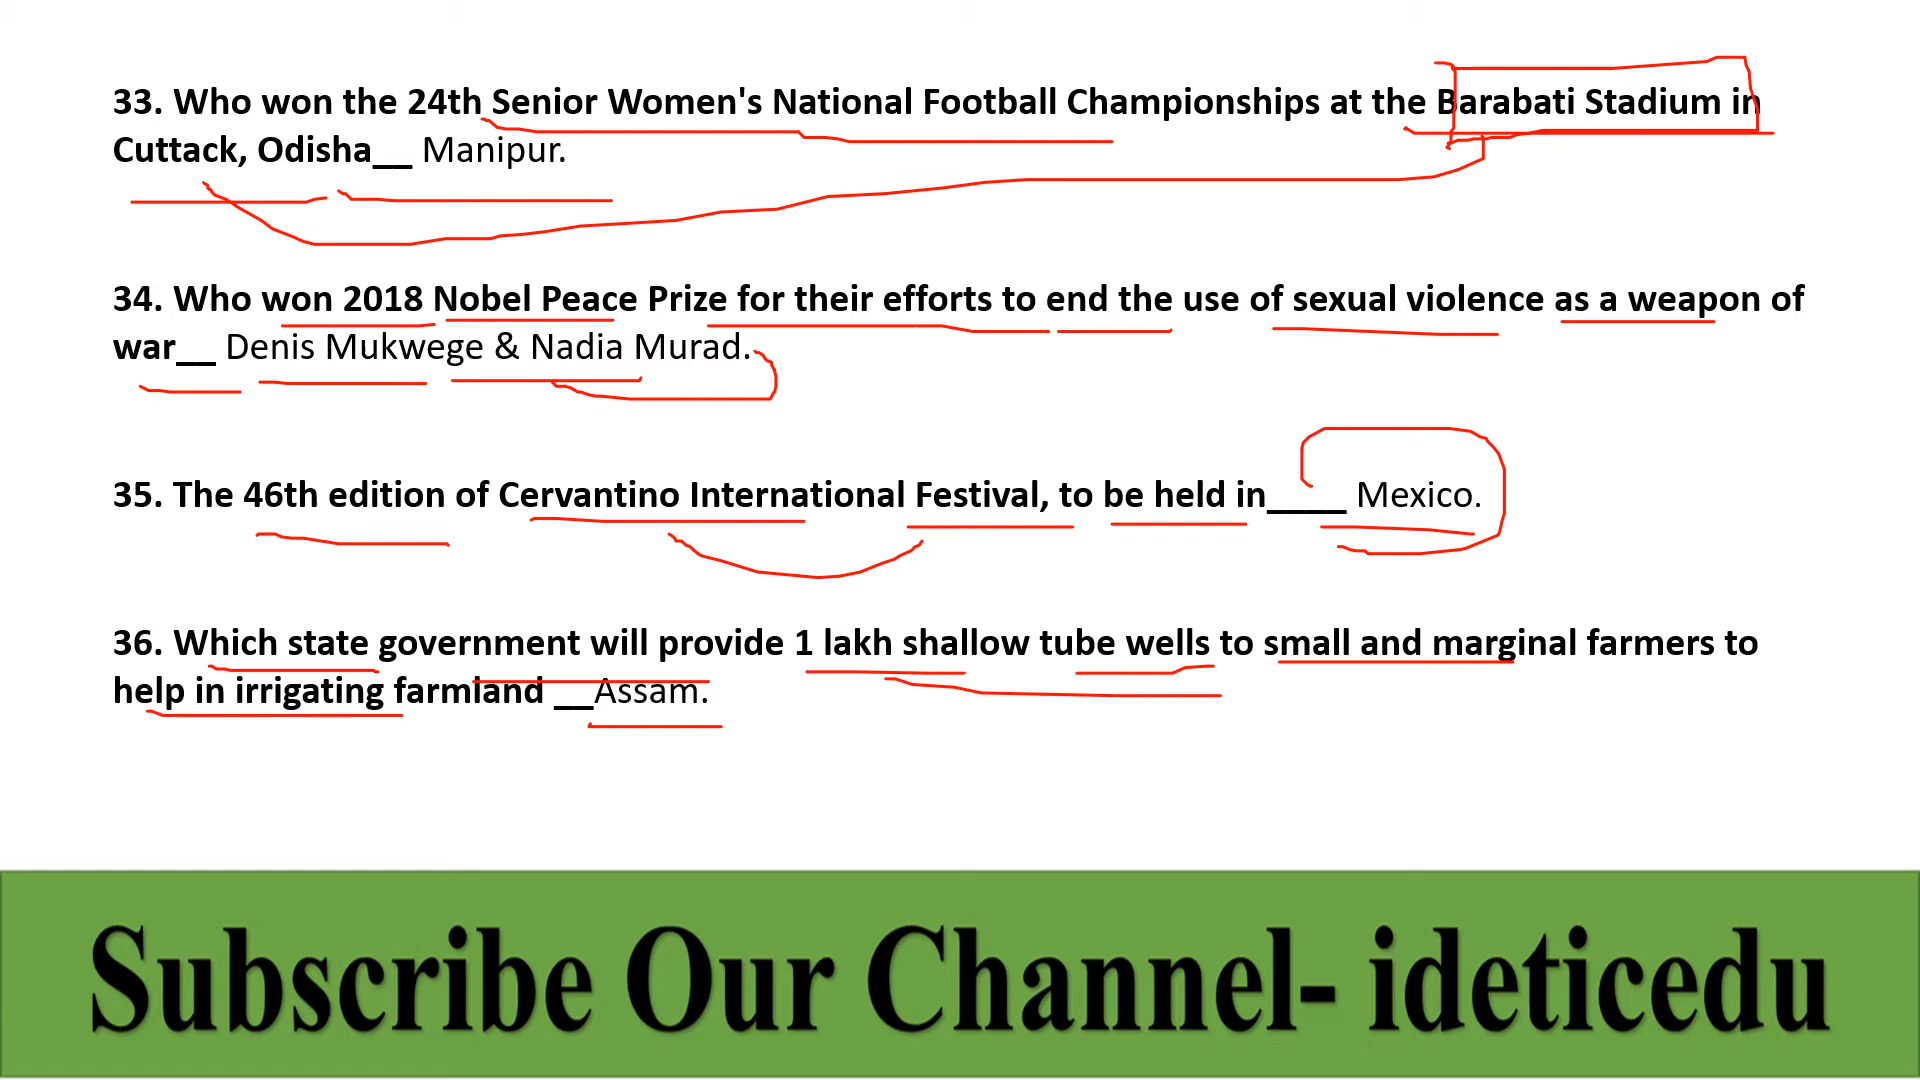 33. Who won the 24th Senior Women's National Football Championships at the Barabati Stadium in
Cuttack, Odisha__ Manipur.
34. Who won 2018 Nobel Peace Prize for their efforts to end the use of sexual violence as a weapon of
war__ Denis Mukwege & Nadia Murad.
35. The 46th edition of Cervantino International Festival, to be held in____ Mexico.
36. Which state government will provide 1 lakh shallow tube wells to small and marginal farmers to
help in irrigating farmland __Assam.
Subscribe Our Channel- ideticedu